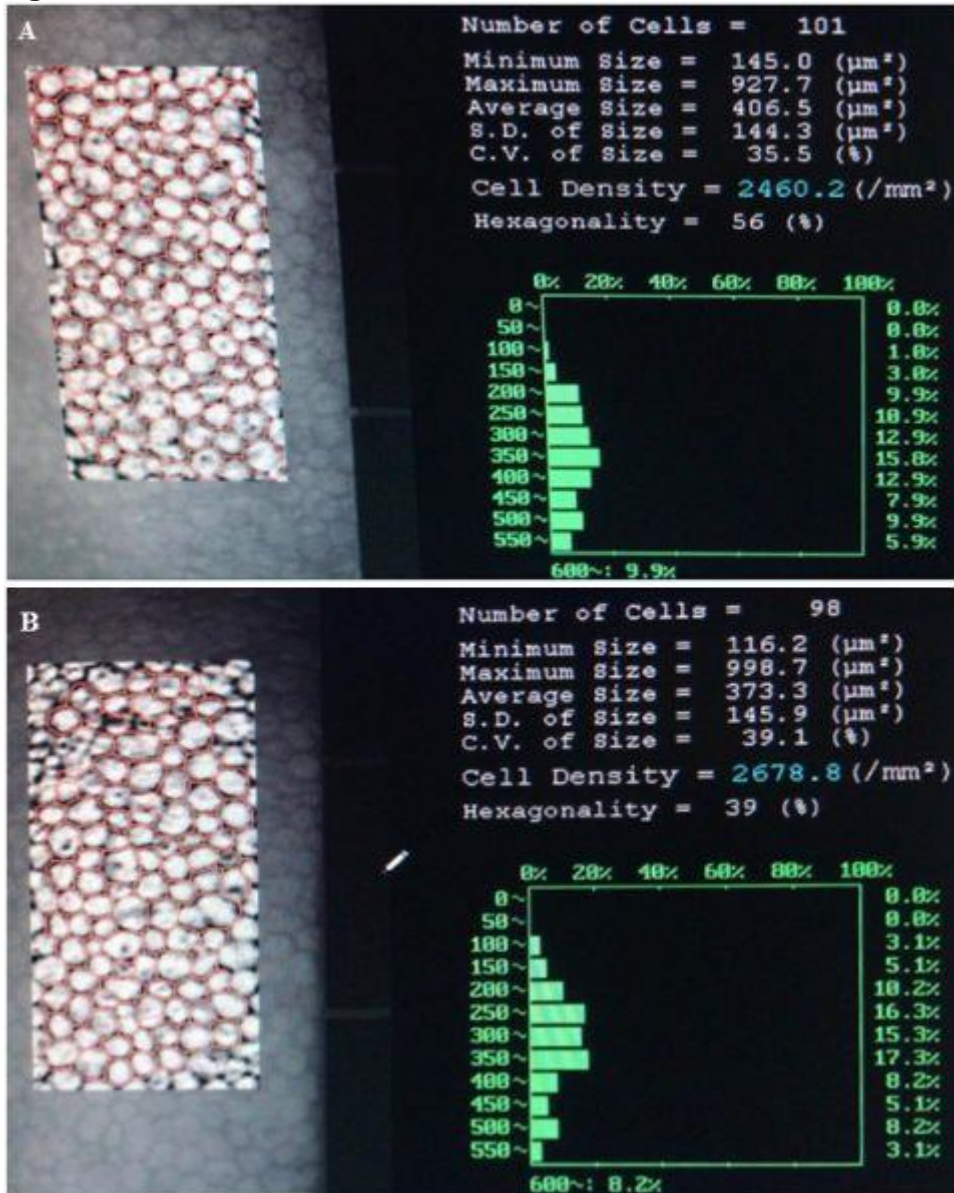 A
Number of Cells = 101
Minimum Size = 145.0 (µm²)
Maximum Size = 927.7 (µm²)
Average Size = 406.5 (µm²)
S.D. of Size = 144.3 (µm²)
C.V. of Size = 35.5 (%)
Cell Density = 2460.2 (/mm²)
Hexagonality = 56 (%)
0% 20% 40% 60% 80% 100%
0~ 0.0%
50~ 0.0%
100~ 1.0%
150~ 3.0%
200~ 9.9%
250~ 10.9%
300~ 12.9%
350~ 15.8%
400~ 12.9%
450~ 7.9%
500~ 9.9%
550~ 5.9%
600~: 9.9%
B
Number of Cells = 98
Minimum Size = 116.2 (µm²)
Maximum Size = 998.7 (µm²)
Average Size = 373.3 (µm²)
S.D. of Size = 145.9 (µm²)
C.V. of Size = 39.1 (%)
Cell Density = 2678.8 (/mm²)
Hexagonality = 39 (%)
0% 20% 40% 60% 80% 100%
0~ 0.0%
50~ 0.0%
100~ 3.1%
150~ 5.1%
200~ 10.2%
250~ 16.3%
300~ 15.3%
350~ 17.3%
400~ 8.2%
450~ 5.1%
500~ 8.2%
550~ 3.1%
600~: 8.2%